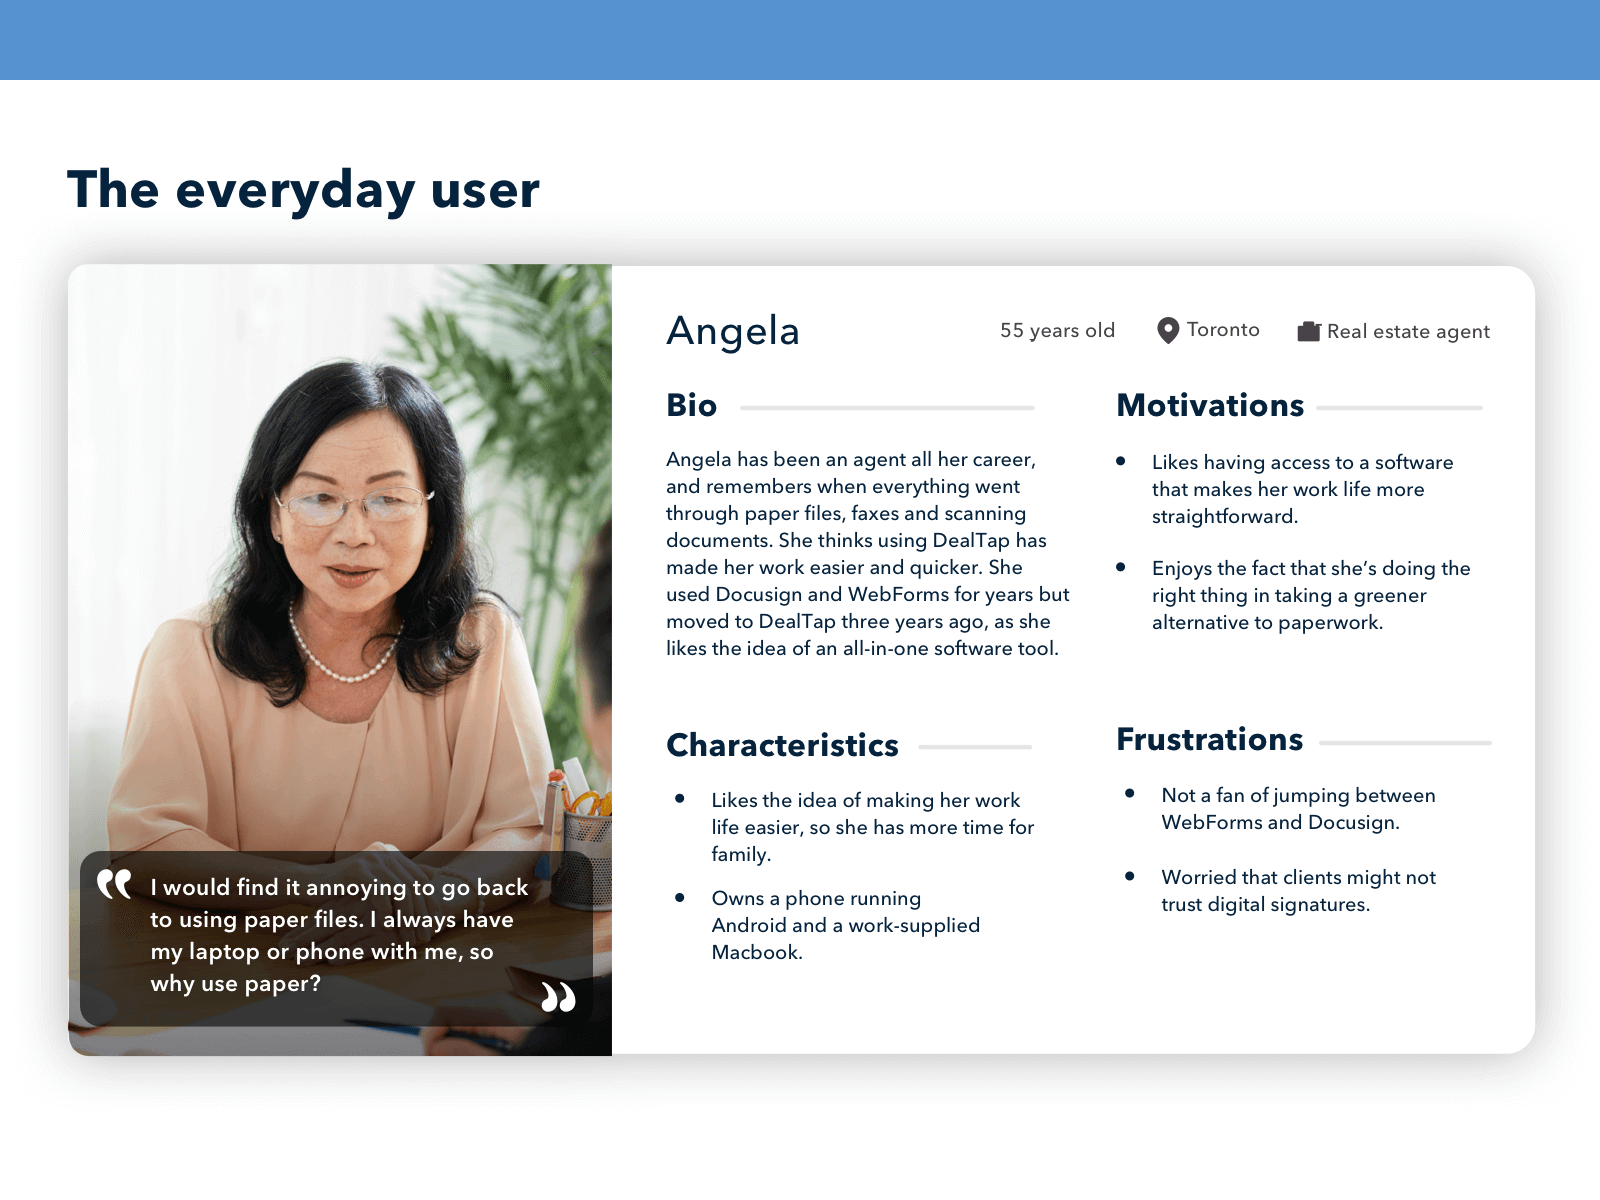 The everyday user
I would find it annoying to go back
to using paper files. I always have
my laptop or phone with me, so
why use paper?
Angela
55 years old
Toronto
Real estate agent
Bio
Angela has been an agent all her career,
and remembers when everything went
through paper files, faxes and scanning
documents. She thinks using DealTap has
made her work easier and quicker. She
used Docusign and WebForms for years but
moved to DealTap three years ago, as she
likes the idea of an all-in-one software tool.
Motivations
• Likes having access to a software
that makes her work life more
straightforward.
• Enjoys the fact that she’s doing the
right thing in taking a greener
alternative to paperwork.
Characteristics
• Likes the idea of making her work
life easier, so she has more time for
family.
• Owns a phone running
Android and a work-supplied
Macbook.
Frustrations
• Not a fan of jumping between
WebForms and Docusign.
• Worried that clients might not
trust digital signatures.